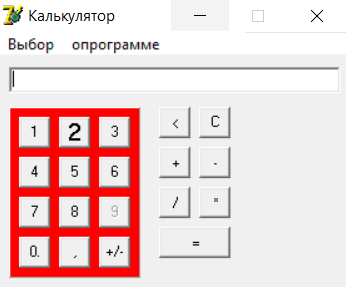 Калькулятор
Выбор опрограмме
1 2 3 < C
4 5 6 + -
7 8 9 / *
0. , +/- =